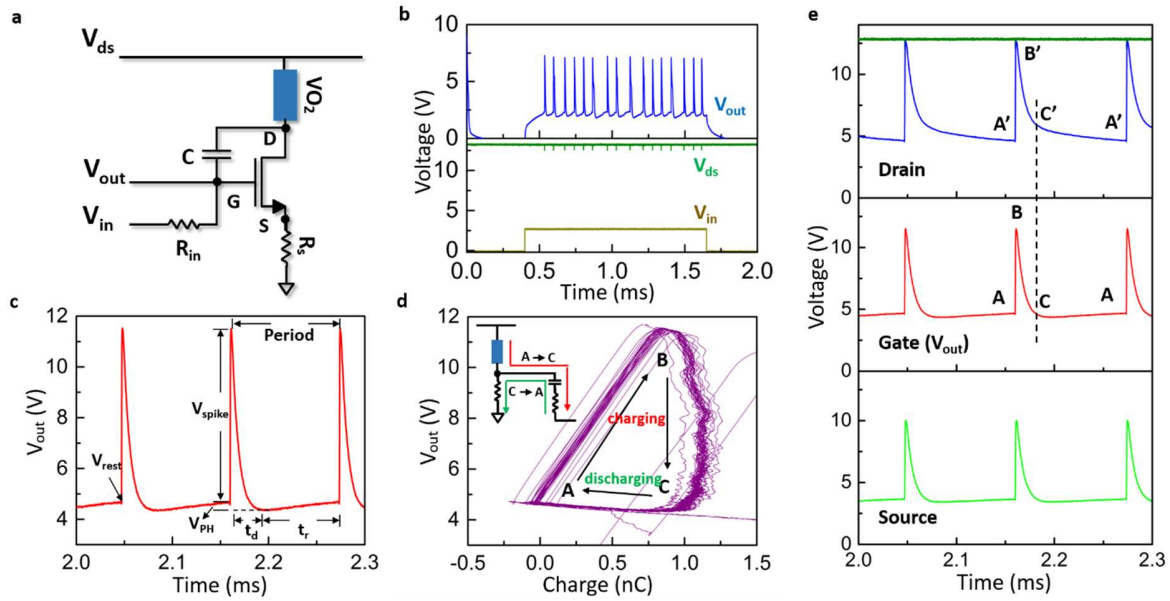 a
V_ds
VO₂
D
C
V_out
G
V_in
S
R_in
R_s
b
10
5
0
V_out
Voltage (V)
10
5
0
V_ds
V_in
0.0 0.5 1.0 1.5 2.0
Time (ms)
c
12
10
8
6
4
V_out (V)
Period
V_spike
V_rest
V_PH
t_d
t_r
2.0 2.1 2.2 2.3
Time (ms)
d
12
10
8
6
4
V_out (V)
A → C
C → A
B
charging
discharging
A
C
-0.5 0.0 0.5 1.0 1.5
Charge (nC)
e
10
5
0
B’
A’
C’
A’
Drain
Voltage (V)
10
5
0
B
A
C
A
Gate (V_out)
10
5
0
Source
2.0 2.1 2.2 2.3
Time (ms)